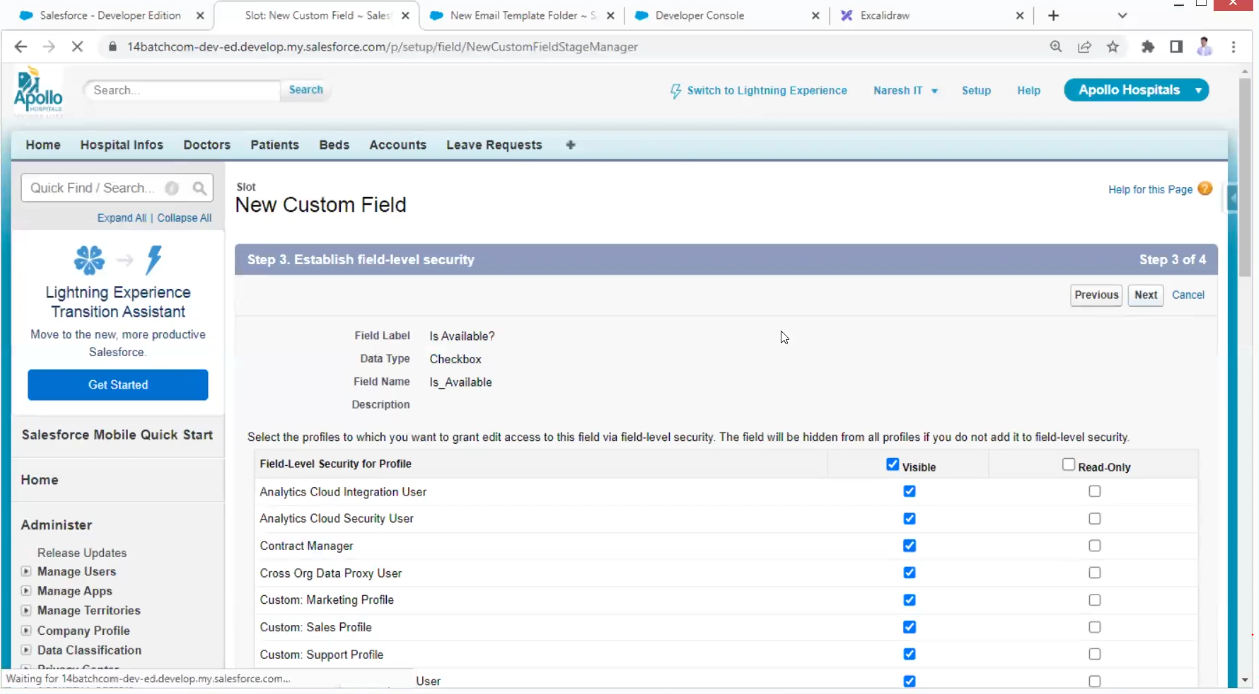 Salesforce - Developer Edition
Slot: New Custom Field ~ Sales
New Email Template Folder ~ S
Developer Console
Excalidraw
14batchcom-dev-ed.develop.my.salesforce.com/p/setup/field/NewCustomFieldStageManager
Apollo
HOSPITALS
Search...
Search
Switch to Lightning Experience
Naresh IT
Setup
Help
Apollo Hospitals
Home Hospital Infos Doctors Patients Beds Accounts Leave Requests
Quick Find / Search...
Expand All | Collapse All
Lightning Experience
Transition Assistant
Move to the new, more productive
Salesforce.
Get Started
Salesforce Mobile Quick Start
Home
Administer
Release Updates
Manage Users
Manage Apps
Manage Territories
Company Profile
Data Classification
Privacy Center
Slot
New Custom Field
Help for this Page ?
Step 3. Establish field-level security Step 3 of 4
Previous Next Cancel
Field Label Is Available?
Data Type Checkbox
Field Name Is_Available
Description
Select the profiles to which you want to grant edit access to this field via field-level security. The field will be hidden from all profiles if you do not add it to field-level security.
Field-Level Security for Profile Visible Read-Only
Analytics Cloud Integration User
Analytics Cloud Security User
Contract Manager
Cross Org Data Proxy User
Custom: Marketing Profile
Custom: Sales Profile
Custom: Support Profile
User
Waiting for 14batchcom-dev-ed.develop.my.salesforce.com...